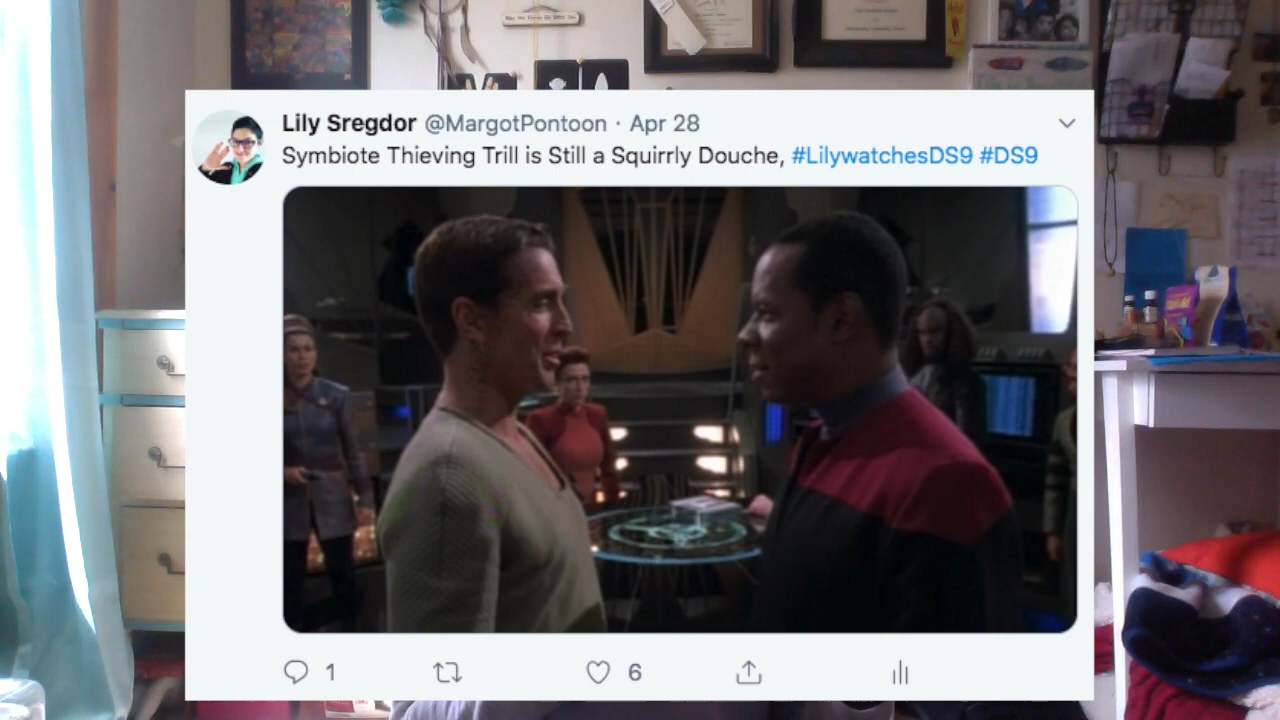 Lily Sregdor @MargotPontoon · Apr 28
Symbiote Thieving Trill is Still a Squirrly Douche, #LilywatchesDS9 #DS9
1
6